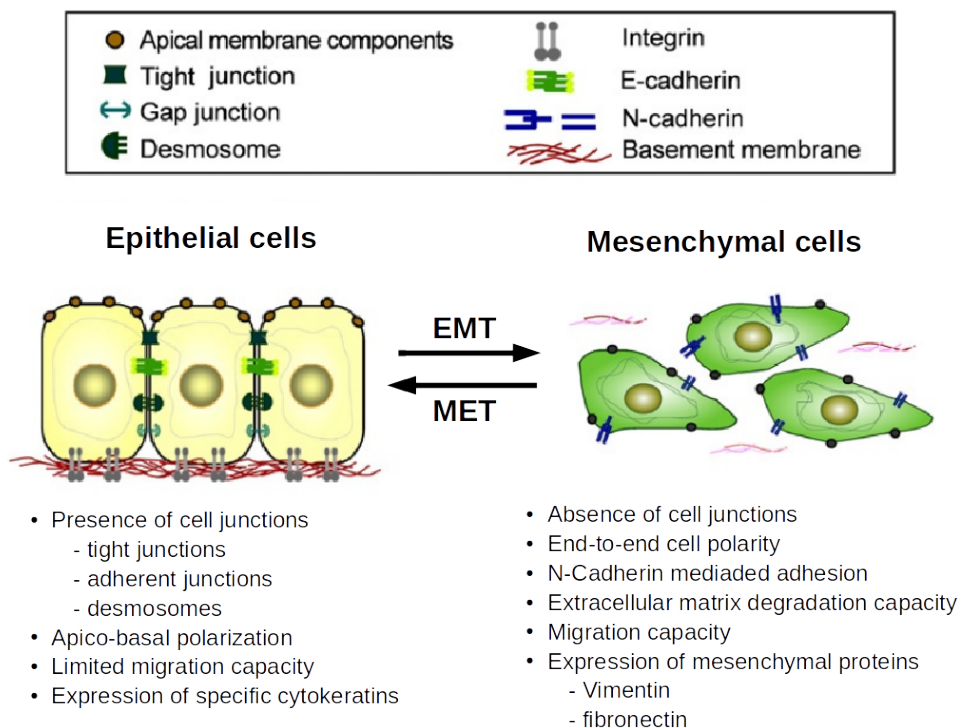 Apical membrane components
Tight junction
Gap junction
Desmosome
Integrin
E-cadherin
N-cadherin
Basement membrane
Epithelial cells
Mesenchymal cells
EMT
MET
• Presence of cell junctions
- tight junctions
- adherent junctions
- desmosomes
• Apico-basal polarization
• Limited migration capacity
• Expression of specific cytokeratins
• Absence of cell junctions
• End-to-end cell polarity
• N-Cadherin mediaded adhesion
• Extracellular matrix degradation capacity
• Migration capacity
• Expression of mesenchymal proteins
- Vimentin
- fibronectin